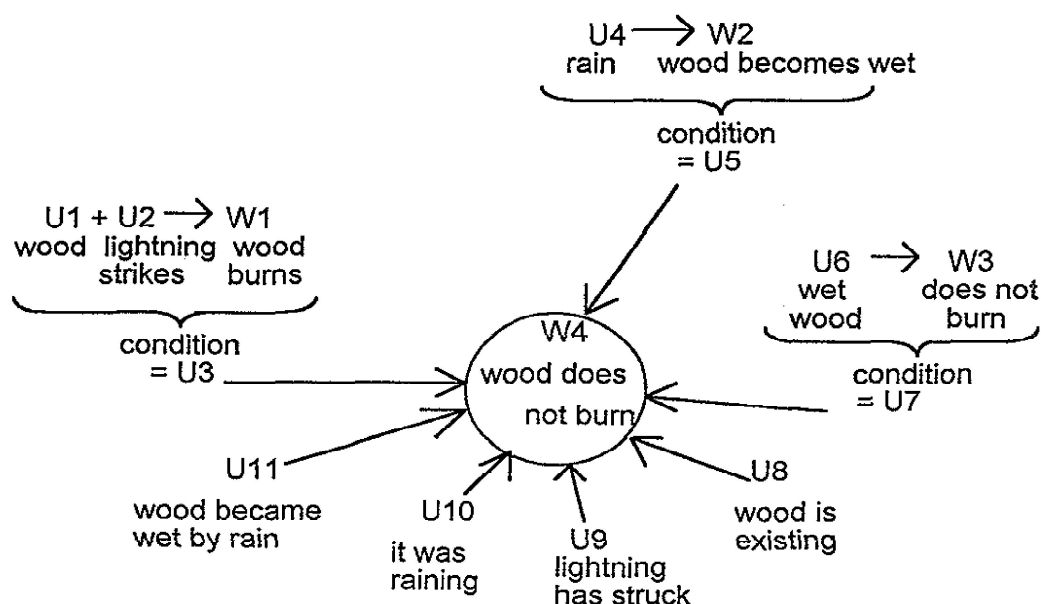 U4 → W2
rain wood becomes wet
condition
= U5
U1 + U2 → W1
wood lightning wood
strikes burns
condition
= U3
U6 → W3
wet does not
wood burn
condition
= U7
W4
wood does
not burn
U11
wood became
wet by rain
U10
it was
raining
U9
lightning
has struck
U8
wood is
existing